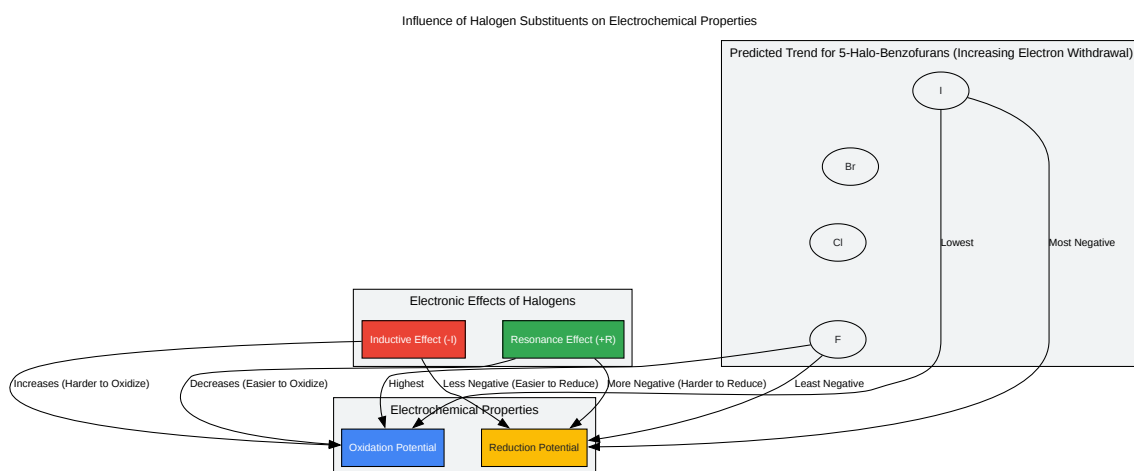 Influence of Halogen Substituents on Electrochemical Properties
Predicted Trend for 5-Halo-Benzofurans (Increasing Electron Withdrawal)
I
Br
Cl
Lowest
Most Negative
Electronic Effects of Halogens
Inductive Effect (-I)
Resonance Effect (+R)
F
Increases (Harder to Oxidize)
Decreases (Easier to Oxidize)
Highest
Less Negative (Easier to Reduce)
More Negative (Harder to Reduce)
Least Negative
Electrochemical Properties
Oxidation Potential
Reduction Potential